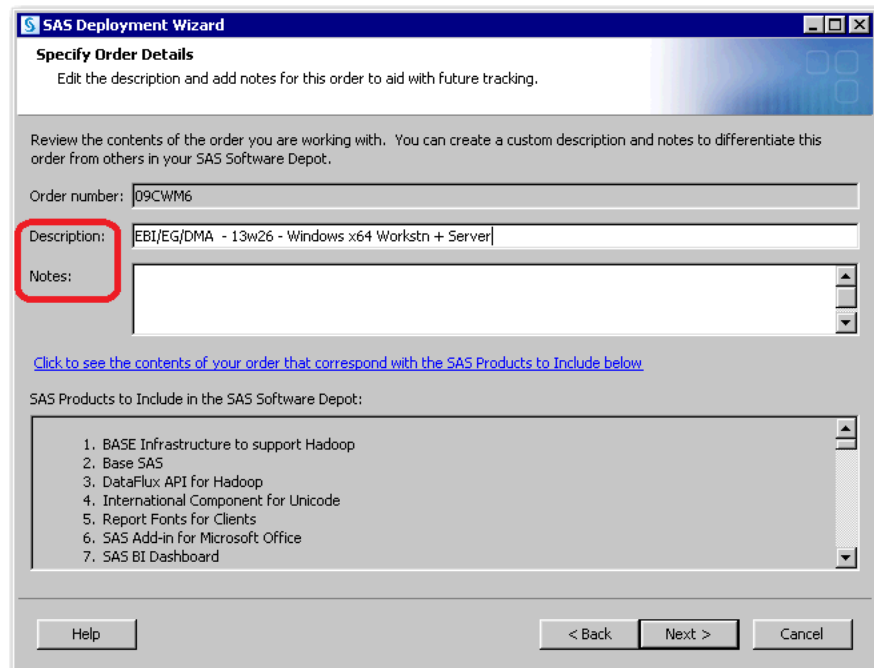 SAS Deployment Wizard
Specify Order Details
Edit the description and add notes for this order to aid with future tracking.
Review the contents of the order you are working with. You can create a custom description and notes to differentiate this
order from others in your SAS Software Depot.
Order number: 09CWM6
Description: EBI/EG/DMA - 13w26 - Windows x64 Workstn + Server
Notes:
Click to see the contents of your order that correspond with the SAS Products to Include below
SAS Products to Include in the SAS Software Depot:
1. BASE Infrastructure to support Hadoop
2. Base SAS
3. DataFlux API for Hadoop
4. International Component for Unicode
5. Report Fonts for Clients
6. SAS Add-in for Microsoft Office
7. SAS BI Dashboard
Help < Back Next > Cancel